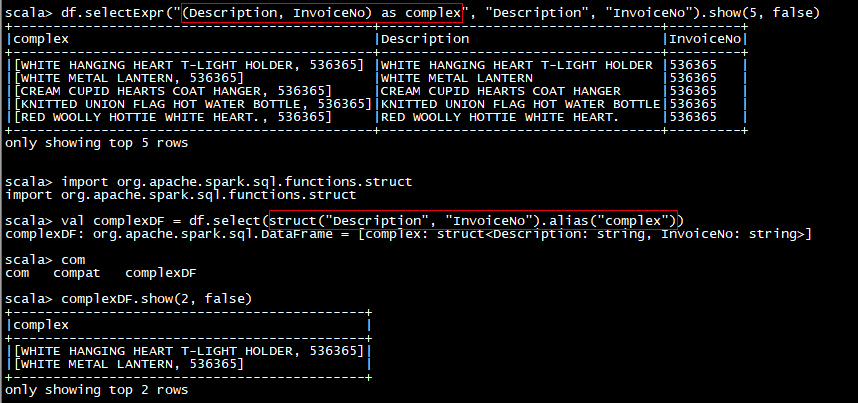 scala> df.selectExpr("(Description, InvoiceNo) as complex", "Description", "InvoiceNo").show(5, false)
+---------------------------------------------+-----------------------------------+---------+
|complex                                      |Description                        |InvoiceNo|
+---------------------------------------------+-----------------------------------+---------+
|[WHITE HANGING HEART T-LIGHT HOLDER, 536365] |WHITE HANGING HEART T-LIGHT HOLDER |536365   |
|[WHITE METAL LANTERN, 536365]                |WHITE METAL LANTERN                |536365   |
|[CREAM CUPID HEARTS COAT HANGER, 536365]     |CREAM CUPID HEARTS COAT HANGER     |536365   |
|[KNITTED UNION FLAG HOT WATER BOTTLE, 536365]|KNITTED UNION FLAG HOT WATER BOTTLE|536365   |
|[RED WOOLLY HOTTIE WHITE HEART., 536365]     |RED WOOLLY HOTTIE WHITE HEART.     |536365   |
+---------------------------------------------+-----------------------------------+---------+
only showing top 5 rows
scala> import org.apache.spark.sql.functions.struct
import org.apache.spark.sql.functions.struct
scala> val complexDF = df.select(struct("Description", "InvoiceNo").alias("complex"))
complexDF: org.apache.spark.sql.DataFrame = [complex: struct<Description: string, InvoiceNo: string>]
scala> com
com   compat   complexDF
scala> complexDF.show(2, false)
+--------------------------------------------+
|complex                                     |
+--------------------------------------------+
|[WHITE HANGING HEART T-LIGHT HOLDER, 536365]|
|[WHITE METAL LANTERN, 536365]               |
+--------------------------------------------+
only showing top 2 rows